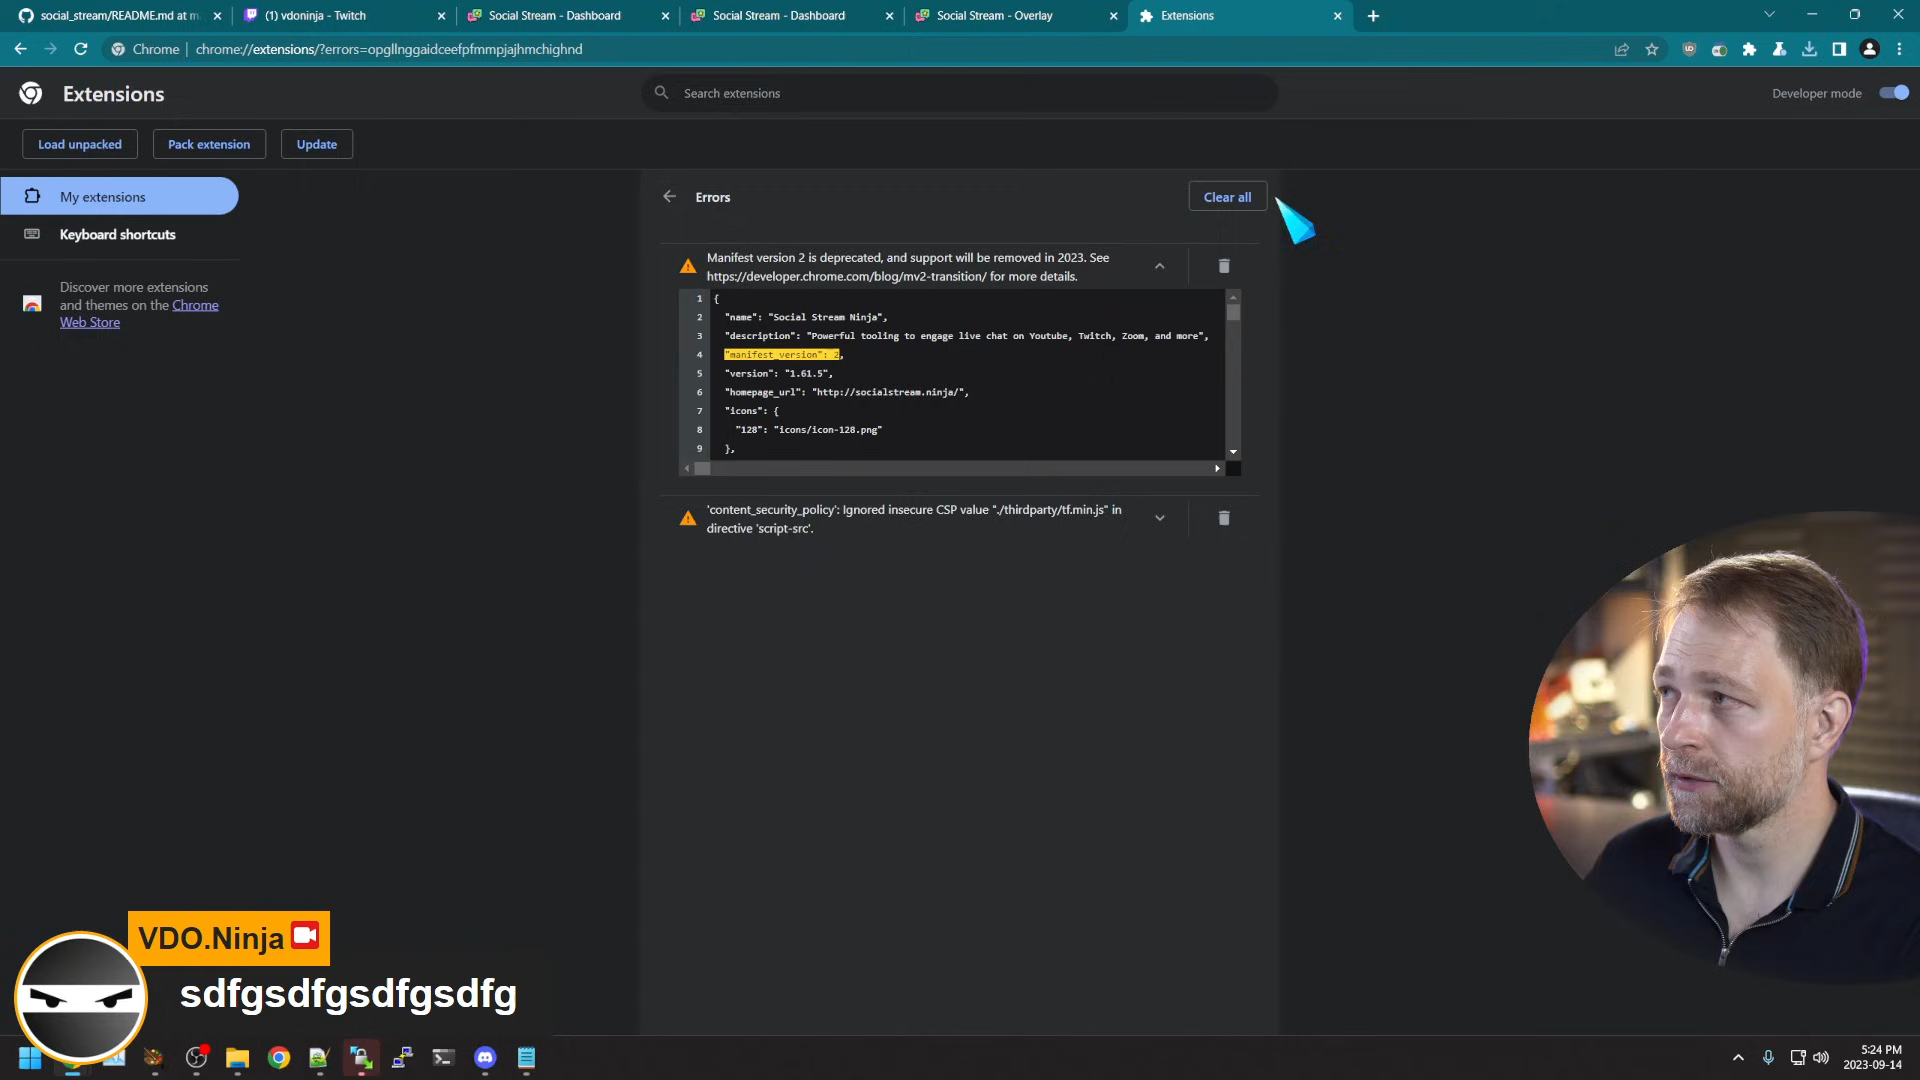 social_stream/README.md at ma
(1) vdoninja - Twitch
Social Stream - Dashboard
Social Stream - Dashboard
Social Stream - Overlay
Extensions
Chrome
chrome://extensions/?errors=opgllnggaidceefpfmmpjajhmchighnd
Extensions
Search extensions
Developer mode
Load unpacked
Pack extension
Update
My extensions
Keyboard shortcuts
Discover more extensions
and themes on the Chrome
Web Store
Errors
Clear all
Manifest version 2 is deprecated, and support will be removed in 2023. See
https://developer.chrome.com/blog/mv2-transition/ for more details.
1 {
2 "name": "Social Stream Ninja",
3 "description": "Powerful tooling to engage live chat on Youtube, Twitch, Zoom, and more",
4 "manifest_version": 2,
5 "version": "1.61.5",
6 "homepage_url": "http://socialstream.ninja/",
7 "icons": {
8 "128": "icons/icon-128.png"
9 },
'content_security_policy': Ignored insecure CSP value "./thirdparty/tf.min.js" in
directive 'script-src'.
VDO.Ninja
sdfgsdfgsdfgsdfg
5:24 PM
2023-09-14